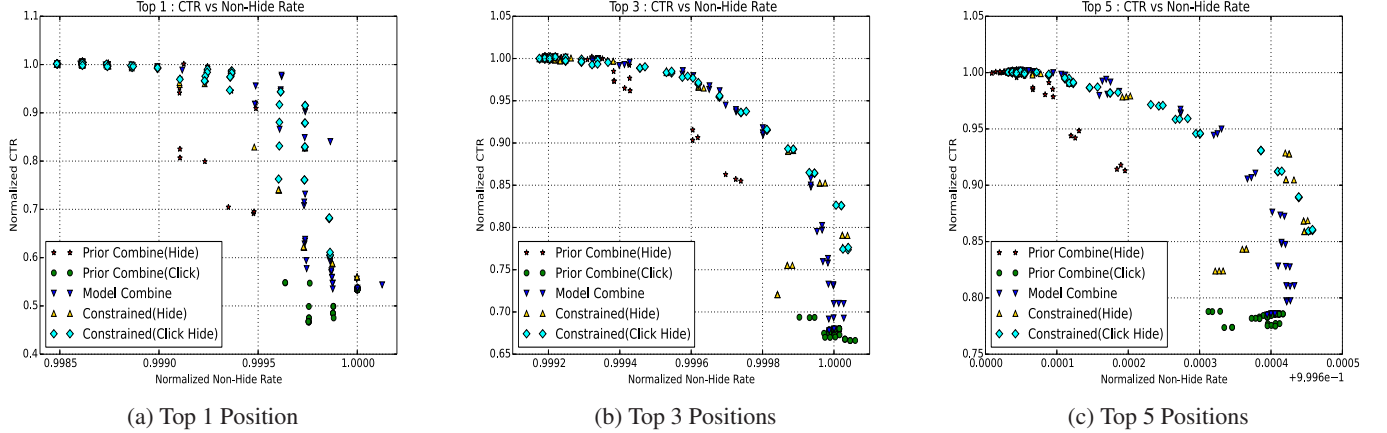 Top 1 : CTR vs Non-Hide Rate
1.1
1.0
0.9
0.8
0.7
0.6
0.5
0.4
Normalized CTR
Prior Combine(Hide)
Prior Combine(Click)
Model Combine
Constrained(Hide)
Constrained(Click Hide)
0.9985 0.9990 0.9995 1.0000
Normalized Non-Hide Rate
(a) Top 1 Position
Top 3 : CTR vs Non-Hide Rate
1.05
1.00
0.95
0.90
0.85
0.80
0.75
0.70
0.65
Normalized CTR
Prior Combine(Hide)
Prior Combine(Click)
Model Combine
Constrained(Hide)
Constrained(Click Hide)
0.9992 0.9994 0.9996 0.9998 1.0000
Normalized Non-Hide Rate
(b) Top 3 Positions
Top 5 : CTR vs Non-Hide Rate
1.05
1.00
0.95
0.90
0.85
0.80
0.75
Normalized CTR
Prior Combine(Hide)
Prior Combine(Click)
Model Combine
Constrained(Hide)
Constrained(Click Hide)
0.0000 0.0001 0.0002 0.0003 0.0004 0.0005
+9.996e−1
Normalized Non-Hide Rate
(c) Top 5 Positions